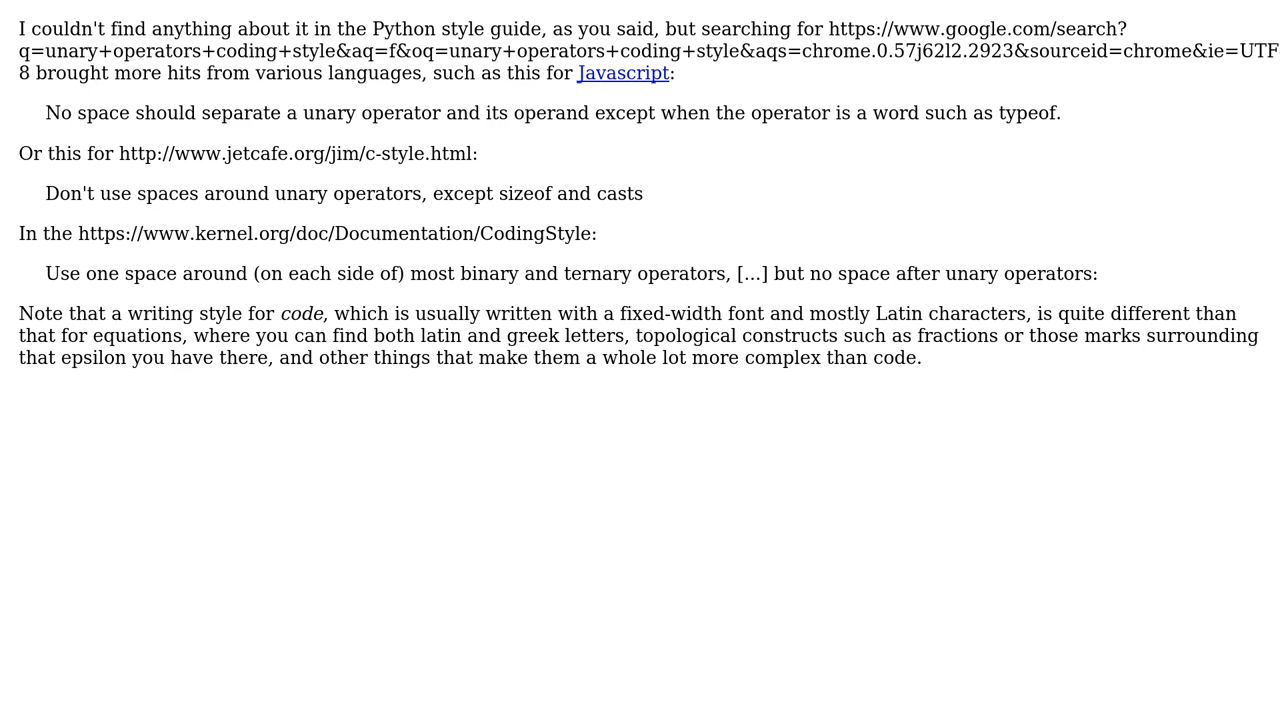 I couldn't find anything about it in the Python style guide, as you said, but searching for https://www.google.com/search?
q=unary+operators+coding+style&aq=f&oq=unary+operators+coding+style&aqs=chrome.0.57j62l2.2923&sourceid=chrome&ie=UTF-
8 brought more hits from various languages, such as this for Javascript:
No space should separate a unary operator and its operand except when the operator is a word such as typeof.
Or this for http://www.jetcafe.org/jim/c-style.html:
Don't use spaces around unary operators, except sizeof and casts
In the https://www.kernel.org/doc/Documentation/CodingStyle:
Use one space around (on each side of) most binary and ternary operators, [...] but no space after unary operators:
Note that a writing style for code, which is usually written with a fixed-width font and mostly Latin characters, is quite different than
that for equations, where you can find both latin and greek letters, topological constructs such as fractions or those marks surrounding
that epsilon you have there, and other things that make them a whole lot more complex than code.